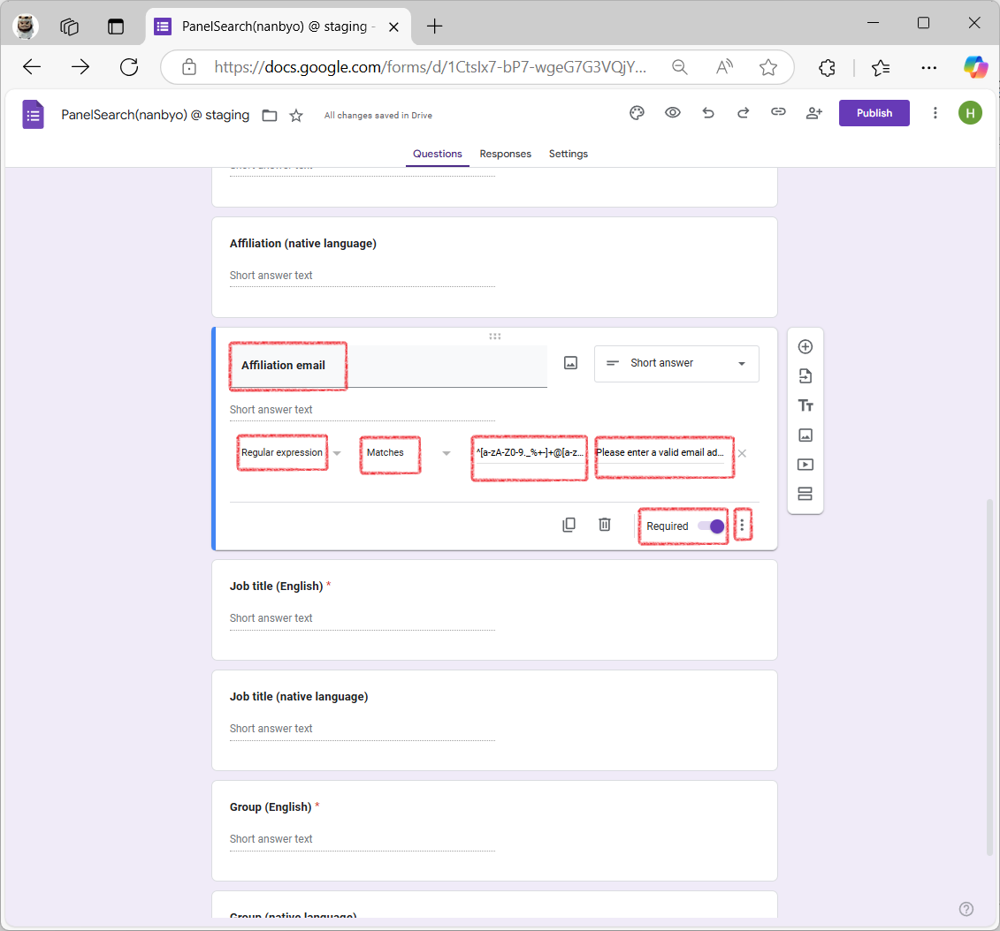 PanelSearch(nanbyo) @ staging -
https://docs.google.com/forms/d/1CtsIx7-bP7-wgeG7G3VQjY...
PanelSearch(nanbyo) @ staging
All changes saved in Drive
Publish
H
Questions
Responses
Settings
Affiliation (native language)
Short answer text
Affiliation email
Short answer
Short answer text
Regular expression
Matches
^[a-zA-Z0-9._%+-]+@[a-z...
Please enter a valid email ad...
Required
Job title (English) *
Short answer text
Job title (native language)
Short answer text
Group (English) *
Short answer text
Group (native language)